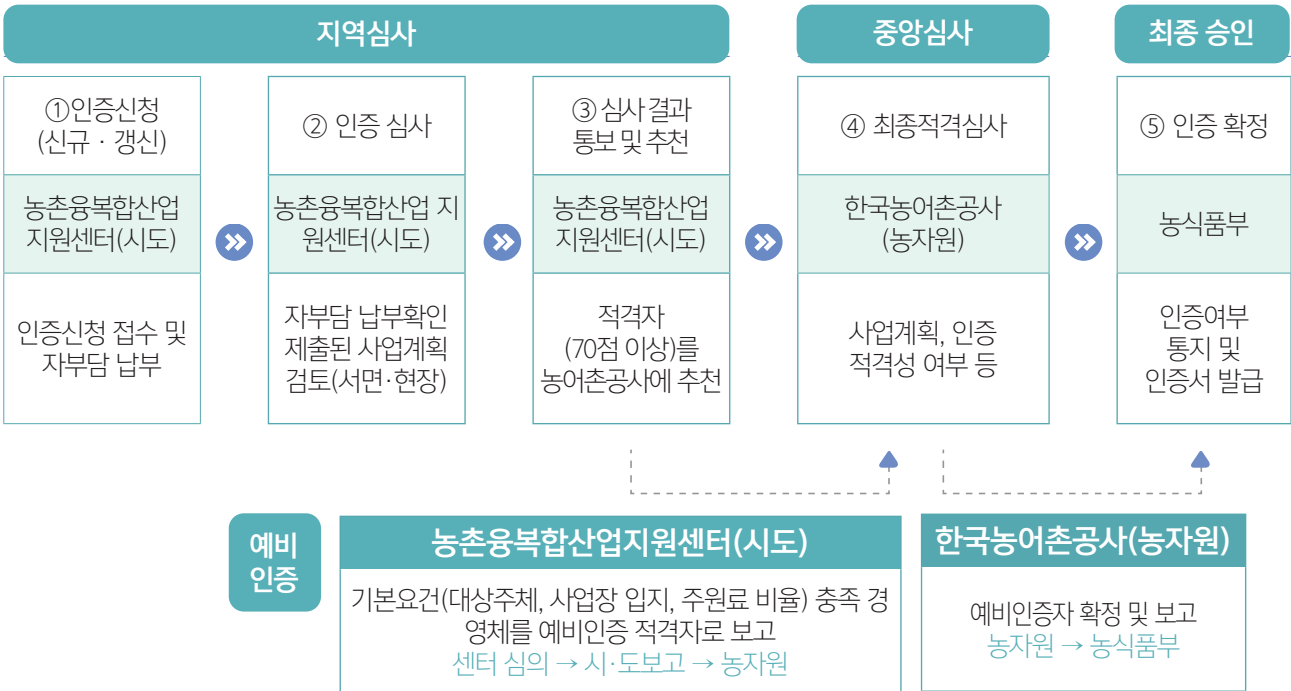 지역심사
중앙심사
최종 승인
①인증신청
(신규 · 갱신)
② 인증 심사
③ 심사 결과
통보 및 추천
④ 최종적격심사
⑤ 인증 확정
농촌융복합산업
지원센터(시도)
농촌융복합산업 지
원센터(시도)
농촌융복합산업
지원센터(시도)
한국농어촌공사
(농자원)
농식품부
인증신청 접수 및
자부담 납부
자부담 납부확인
제출된 사업계획
검토(서면·현장)
적격자
(70점 이상)를
농어촌공사에 추천
사업계획, 인증
적격성 여부 등
인증여부
통지 및
인증서 발급
예비
인증
농촌융복합산업지원센터(시도)
기본요건(대상주체, 사업장 입지, 주원료 비율) 충족 경
영체를 예비인증 적격자로 보고
센터 심의 → 시·도보고 → 농자원
한국농어촌공사(농자원)
예비인증자 확정 및 보고
농자원 → 농식품부